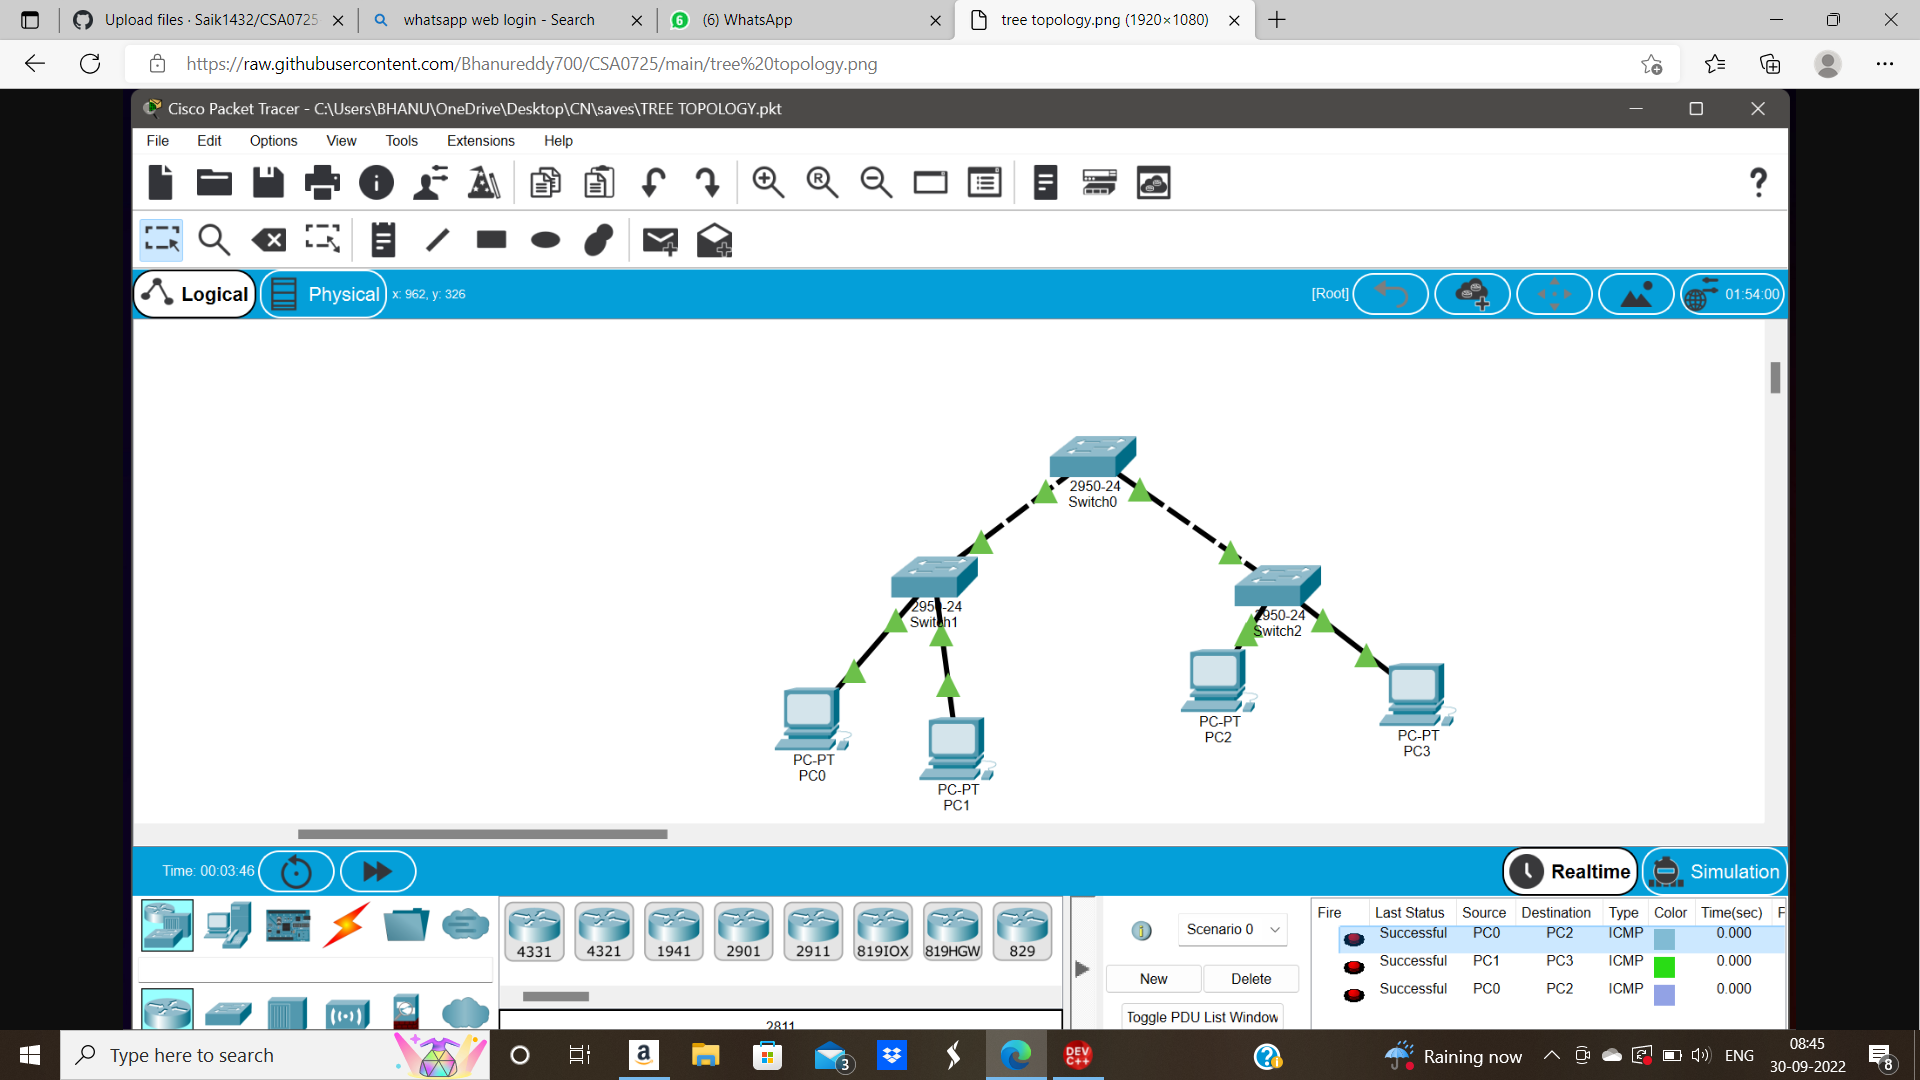 Upload files · Saik1432/CSA0725
whatsapp web login - Search
6
(6) WhatsApp
tree topology.png (1920×1080)
https://raw.githubusercontent.com/Bhanureddy700/CSA0725/main/tree%20topology.png
Cisco Packet Tracer - C:\Users\BHANU\OneDrive\Desktop\CN\saves\TREE TOPOLOGY.pkt
File Edit Options View Tools Extensions Help
Logical
Physical
x: 962, y: 326
[Root]
01:54:00
2950-24
Switch0
2950-24
Switch1
2950-24
Switch2
PC-PT
PC0
PC-PT
PC1
PC-PT
PC2
PC-PT
PC3
Time: 00:03:46
Realtime
Simulation
4331 4321 1941 2901 2911 819IOX 819HGW 829
2811
Scenario 0
New
Delete
Toggle PDU List Window
Fire Last Status Source Destination Type Color Time(sec) F
Successful PC0 PC2 ICMP 0.000
Successful PC1 PC3 ICMP 0.000
Successful PC0 PC2 ICMP 0.000
Type here to search
a
3
DEV
C++
Raining now
ENG
08:45
30-09-2022
8